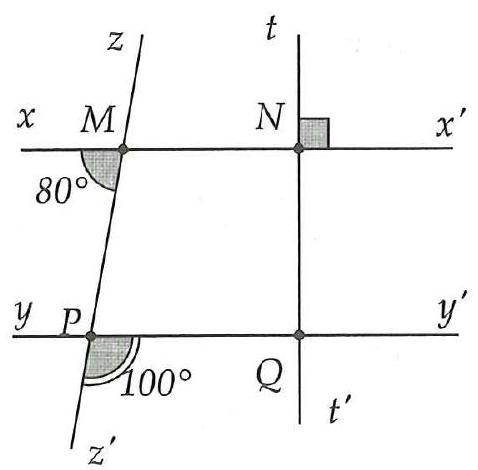 z t
x M N x′
80°
y P y′
100° Q
z′ t′